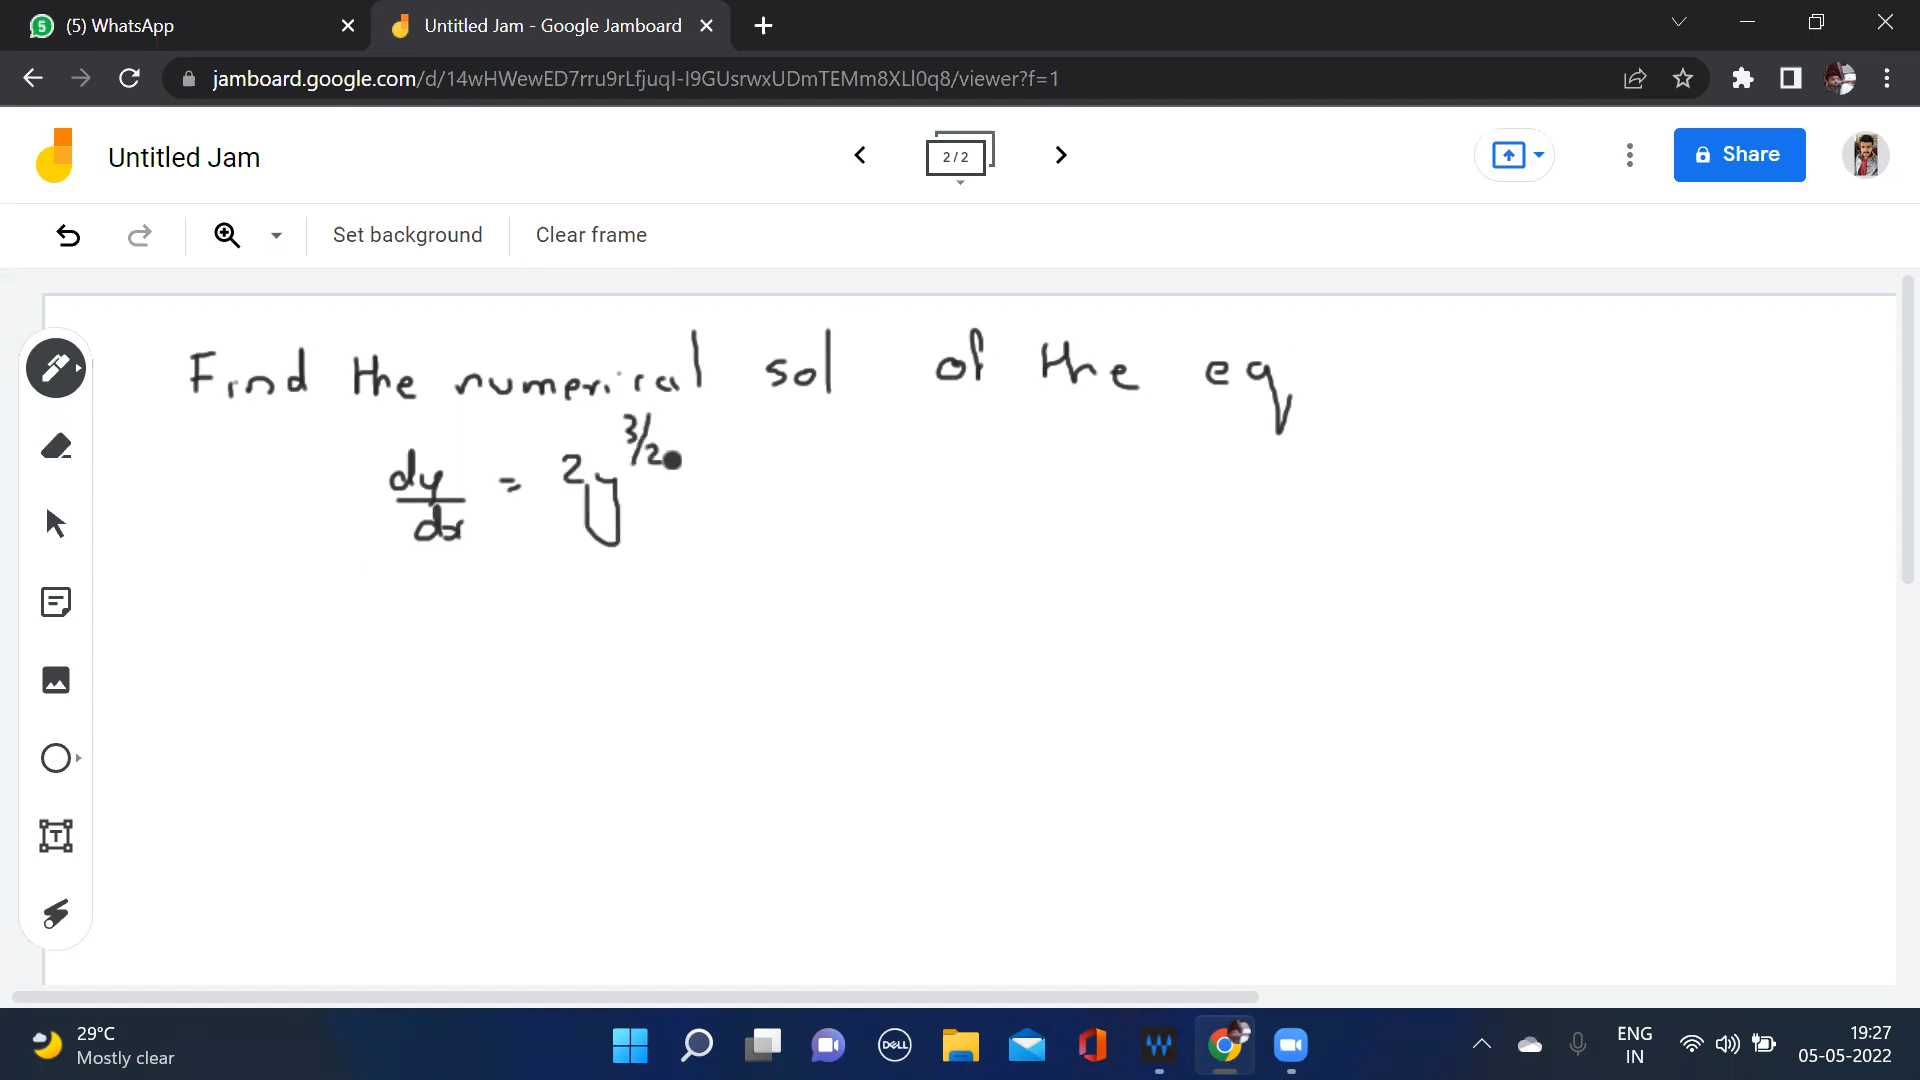 (5) WhatsApp
Untitled Jam - Google Jamboard
jamboard.google.com/d/14wHWewED7rru9rLfjuqI-I9GUsrwxUDmTEMm8XLl0q8/viewer?f=1
Untitled Jam
2 / 2
Share
Set background
Clear frame
Find the numerical sol of the eq
dy/dx = 2y^3/2
29°C
Mostly clear
DELL
ENG
IN
19:27
05-05-2022